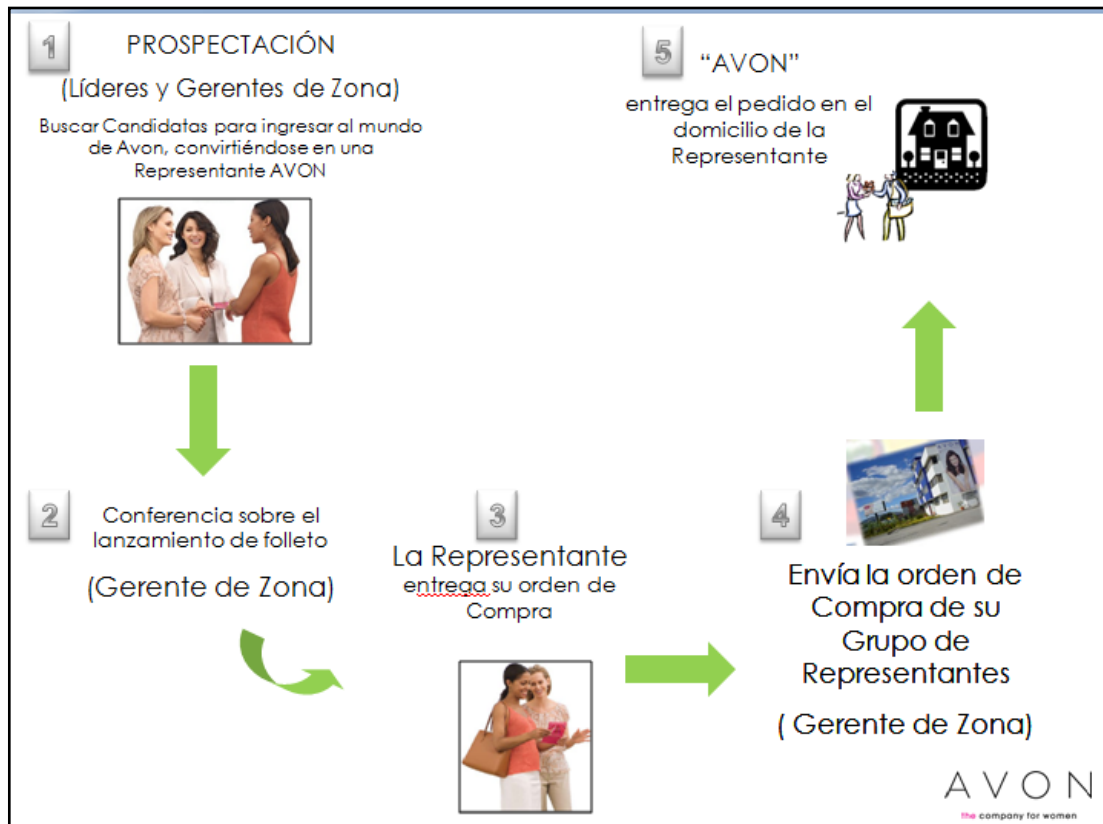 1
PROSPECTACIÓN
(Líderes y Gerentes de Zona)
Buscar Candidatas para ingresar al mundo
de Avon, convirtiéndose en una
Representante AVON
2
Conferencia sobre el
lanzamiento de folleto
(Gerente de Zona)
3
La Representante
entrega su orden de
Compra
4
Envía la orden de
Compra de su
Grupo de
Representantes
( Gerente de Zona)
5
“AVON”
entrega el pedido en el
domicilio de la
Representante
AVON
the company for women